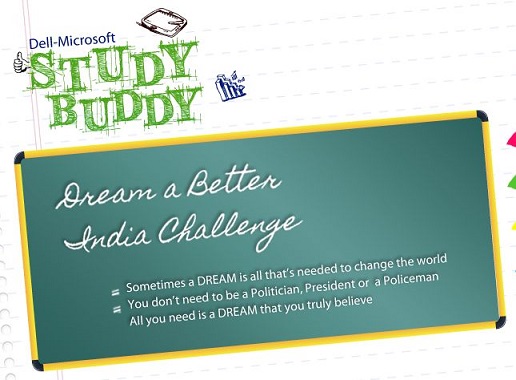 Dell-Microsoft
STUDY
BUDDY
Dream a Better
India Challenge
Sometimes a DREAM is all that's needed to change the world
You don't need to be a Politician, President or a Policeman
All you need is a DREAM that you truly believe